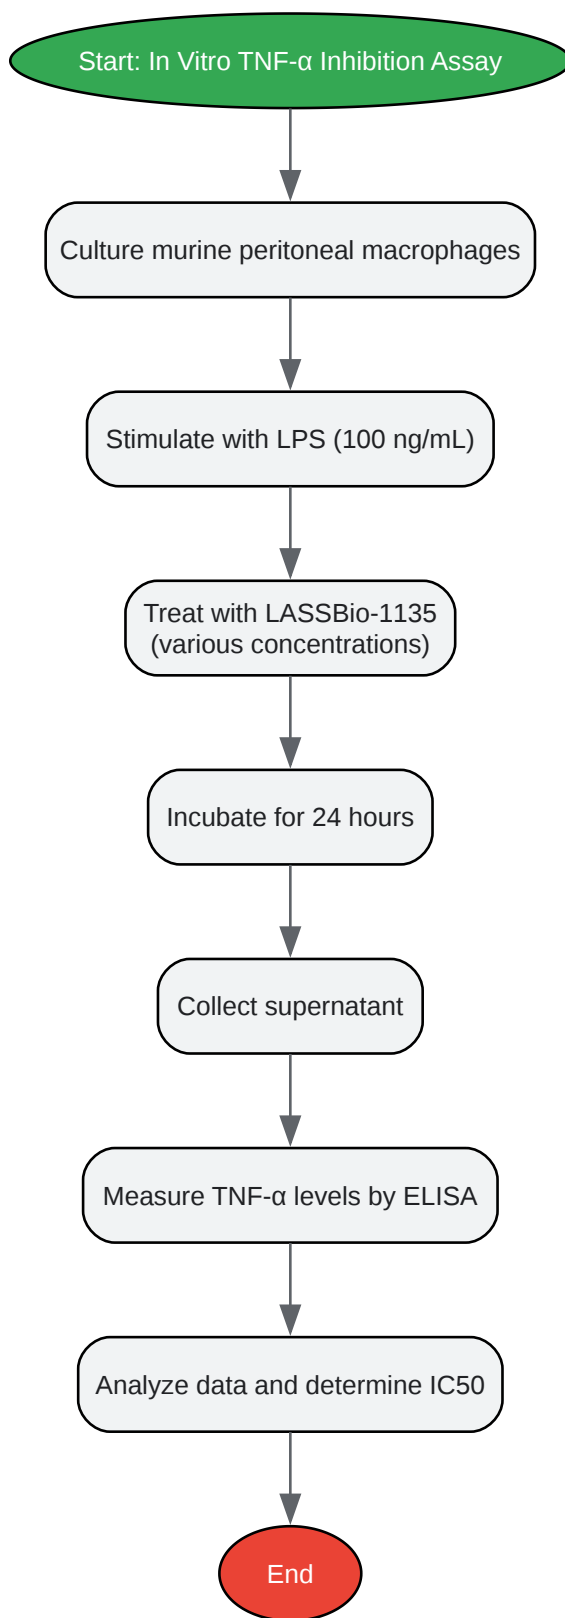 Start: In Vitro TNF-α Inhibition Assay
Culture murine peritoneal macrophages
Stimulate with LPS (100 ng/mL)
Treat with LASSBio-1135
(various concentrations)
Incubate for 24 hours
Collect supernatant
Measure TNF-α levels by ELISA
Analyze data and determine IC50
End